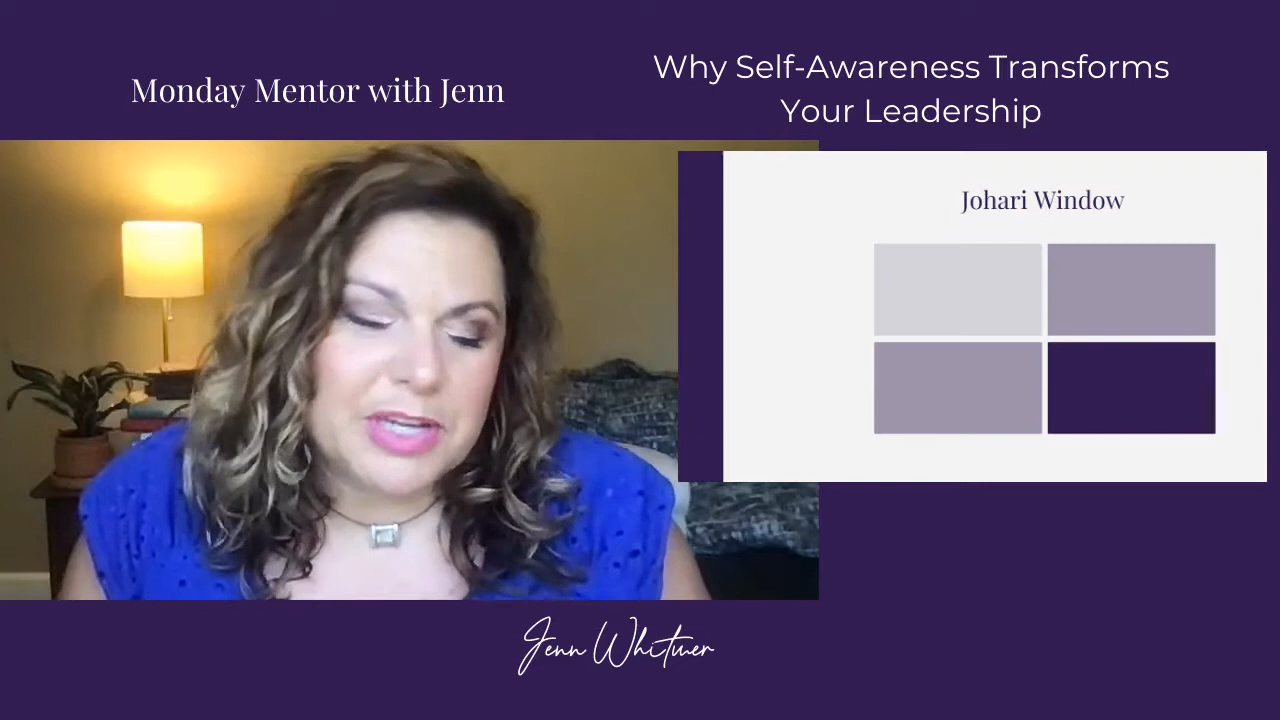 Monday Mentor with Jenn
Why Self-Awareness Transforms
Your Leadership
Johari Window
Jenn Whitmer